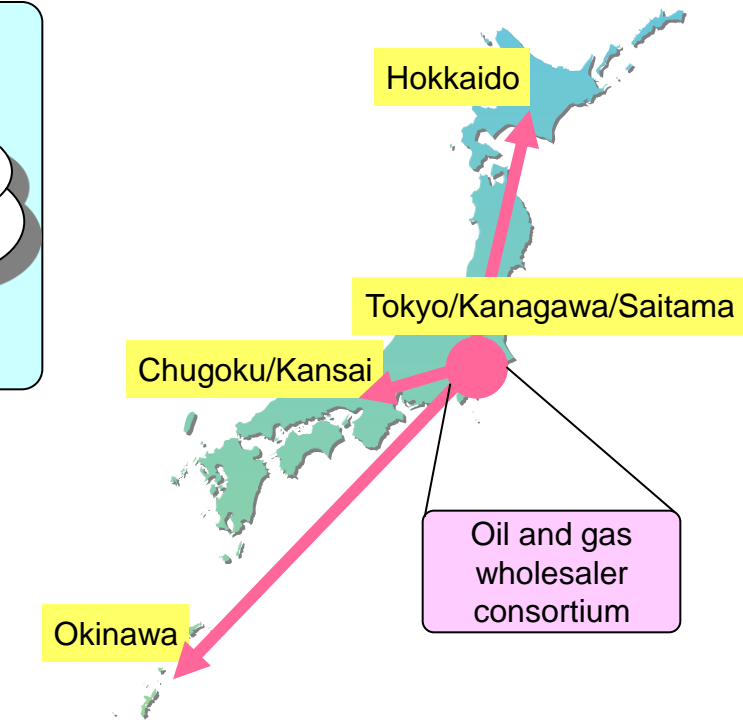 Hokkaido
Tokyo/Kanagawa/Saitama
Chugoku/Kansai
Oil and gas
wholesaler
consortium
Okinawa